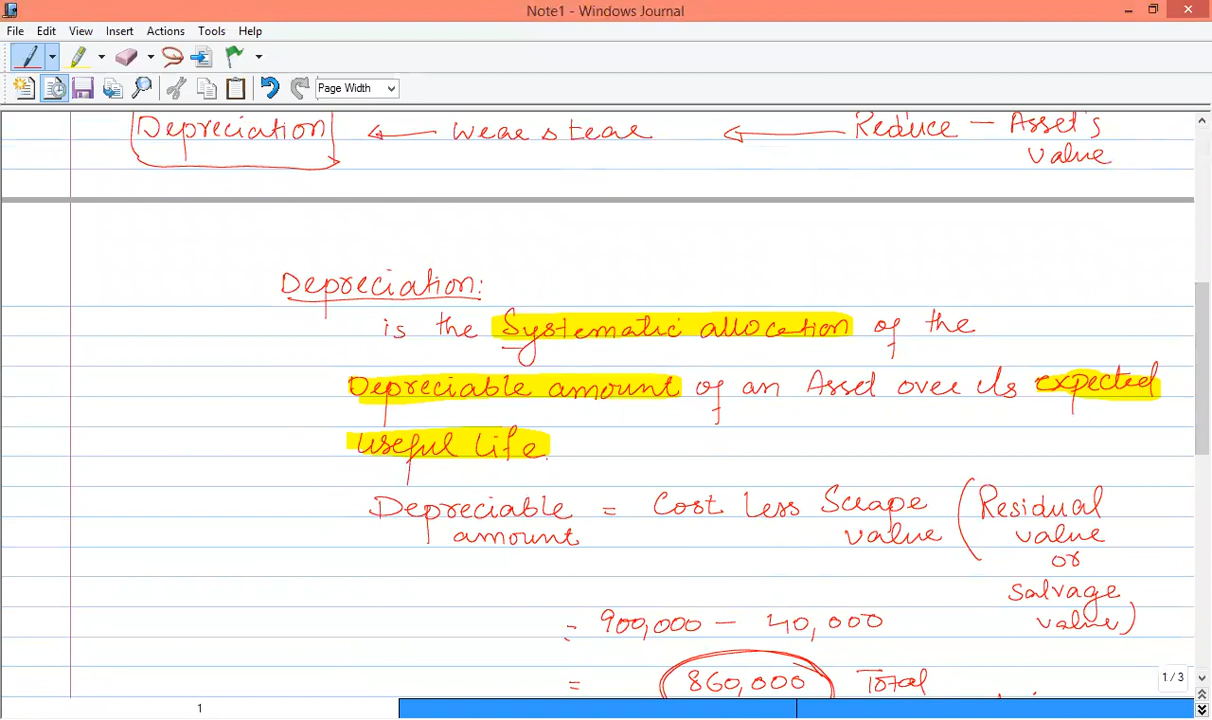 Note1 - Windows Journal
File Edit View Insert Actions Tools Help
Page Width
Depreciation ← Wear & tear ← Reduce - Asset's
value
Depreciation:
is the Systematic allocation of the
Depreciable amount of an Asset over its expected
useful life.
Depreciable = Cost Less Scrape (Residual
amount value value
or
salvage
= 900,000 - 40,000 value)
= 860,000 Total
1 / 3
1